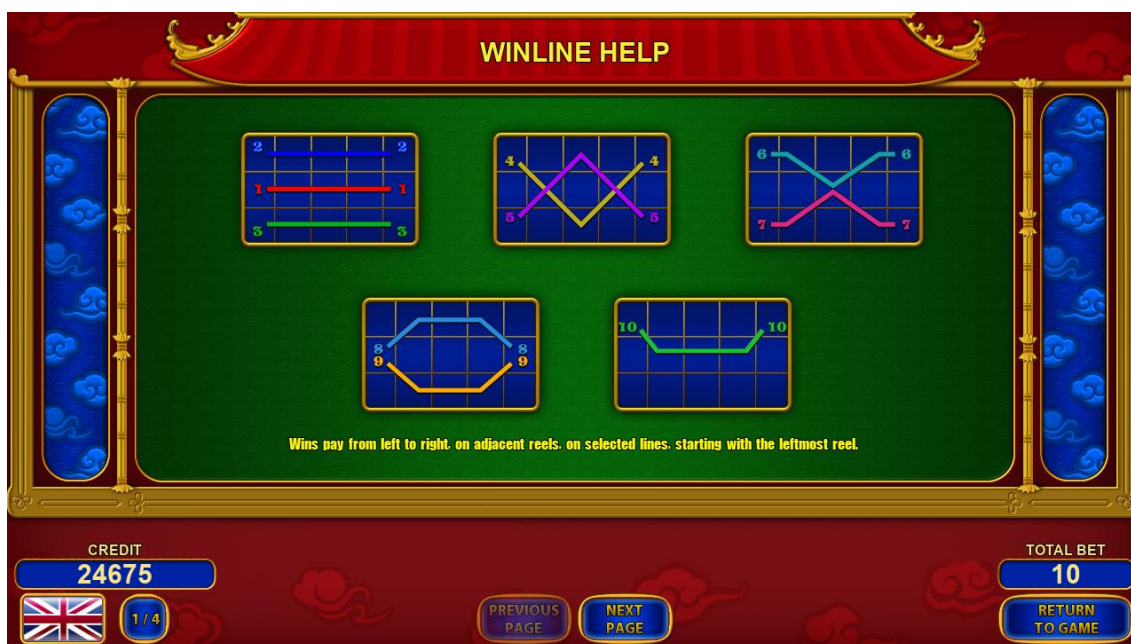 WINLINE HELP
2 2
1 1
3 3
4 4
5 5
6 6
7 7
8 8
9 9
10 10
Wins pay from left to right, on adjacent reels, on selected lines, starting with the leftmost reel.
CREDIT
24675
TOTAL BET
10
1 / 4
PREVIOUS
PAGE
NEXT
PAGE
RETURN
TO GAME